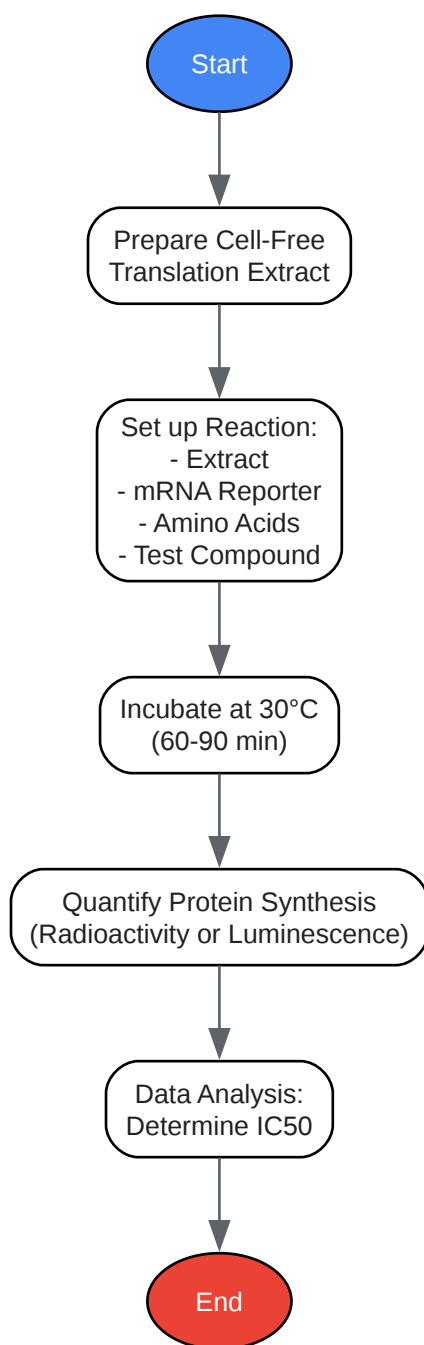 Start
Prepare Cell-Free
Translation Extract
Set up Reaction:
- Extract
- mRNA Reporter
- Amino Acids
- Test Compound
Incubate at 30°C
(60-90 min)
Quantify Protein Synthesis
(Radioactivity or Luminescence)
Data Analysis:
Determine IC50
End